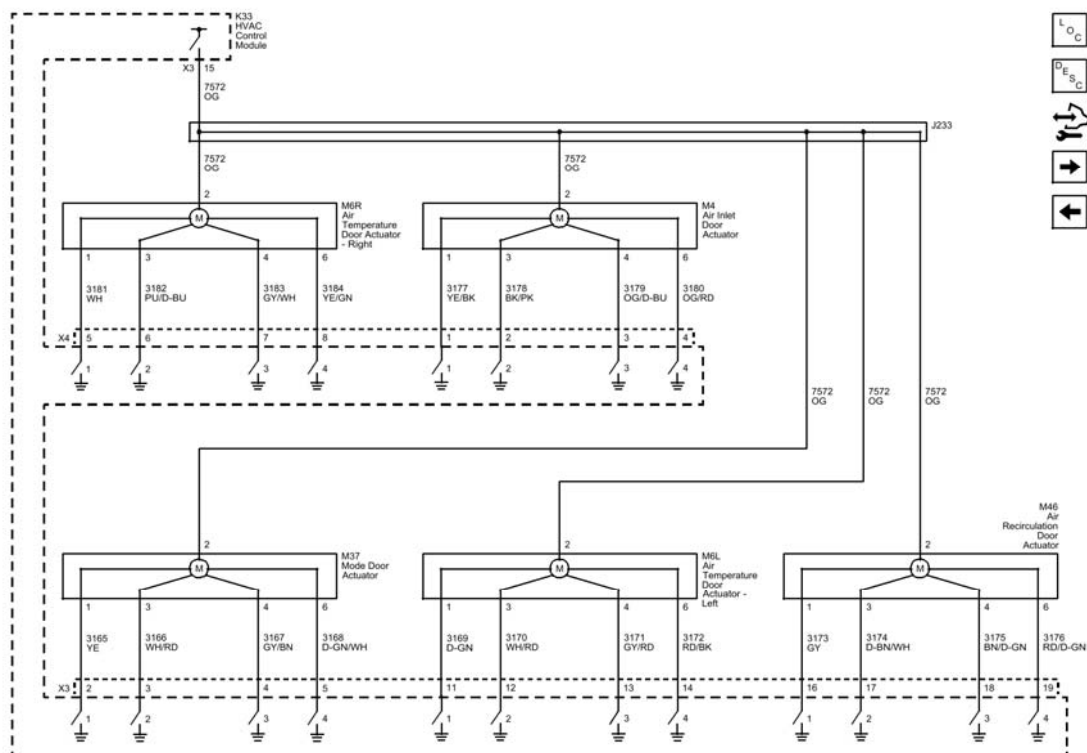 K33
HVAC
Control
Module
X3 15
7572
OG
J233
7572
OG
7572
OG
2
2
M
M
M6R
Air
Temperature
Door Actuator
- Right
M4
Air Inlet
Door
Actuator
1 3 4 6
1 3 4 6
3181
WH
3182
PU/D-BU
3183
GY/WH
3184
YE/GN
3177
YE/BK
3178
BK/PK
3179
OG/D-BU
3180
OG/RD
X4 5 6 7 8 1 2 3 4
1 2 3 4 1 2 3 4
7572
OG
7572
OG
7572
OG
2
2
2
M
M
M
M37
Mode Door
Actuator
M6L
Air
Temperature
Door
Actuator -
Left
M46
Air
Recirculation
Door
Actuator
1 3 4 6
1 3 4 6
1 3 4 6
3165
YE
3166
WH/RD
3167
GY/BN
3168
D-GN/WH
3169
D-GN
3170
WH/RD
3171
GY/RD
3172
RD/BK
3173
GY
3174
D-BN/WH
3175
BN/D-GN
3176
RD/D-GN
X3 2 3 4 5 11 12 13 14 16 17 18 19
1 2 3 4 1 2 3 4 1 2 3 4
LOC
DESC